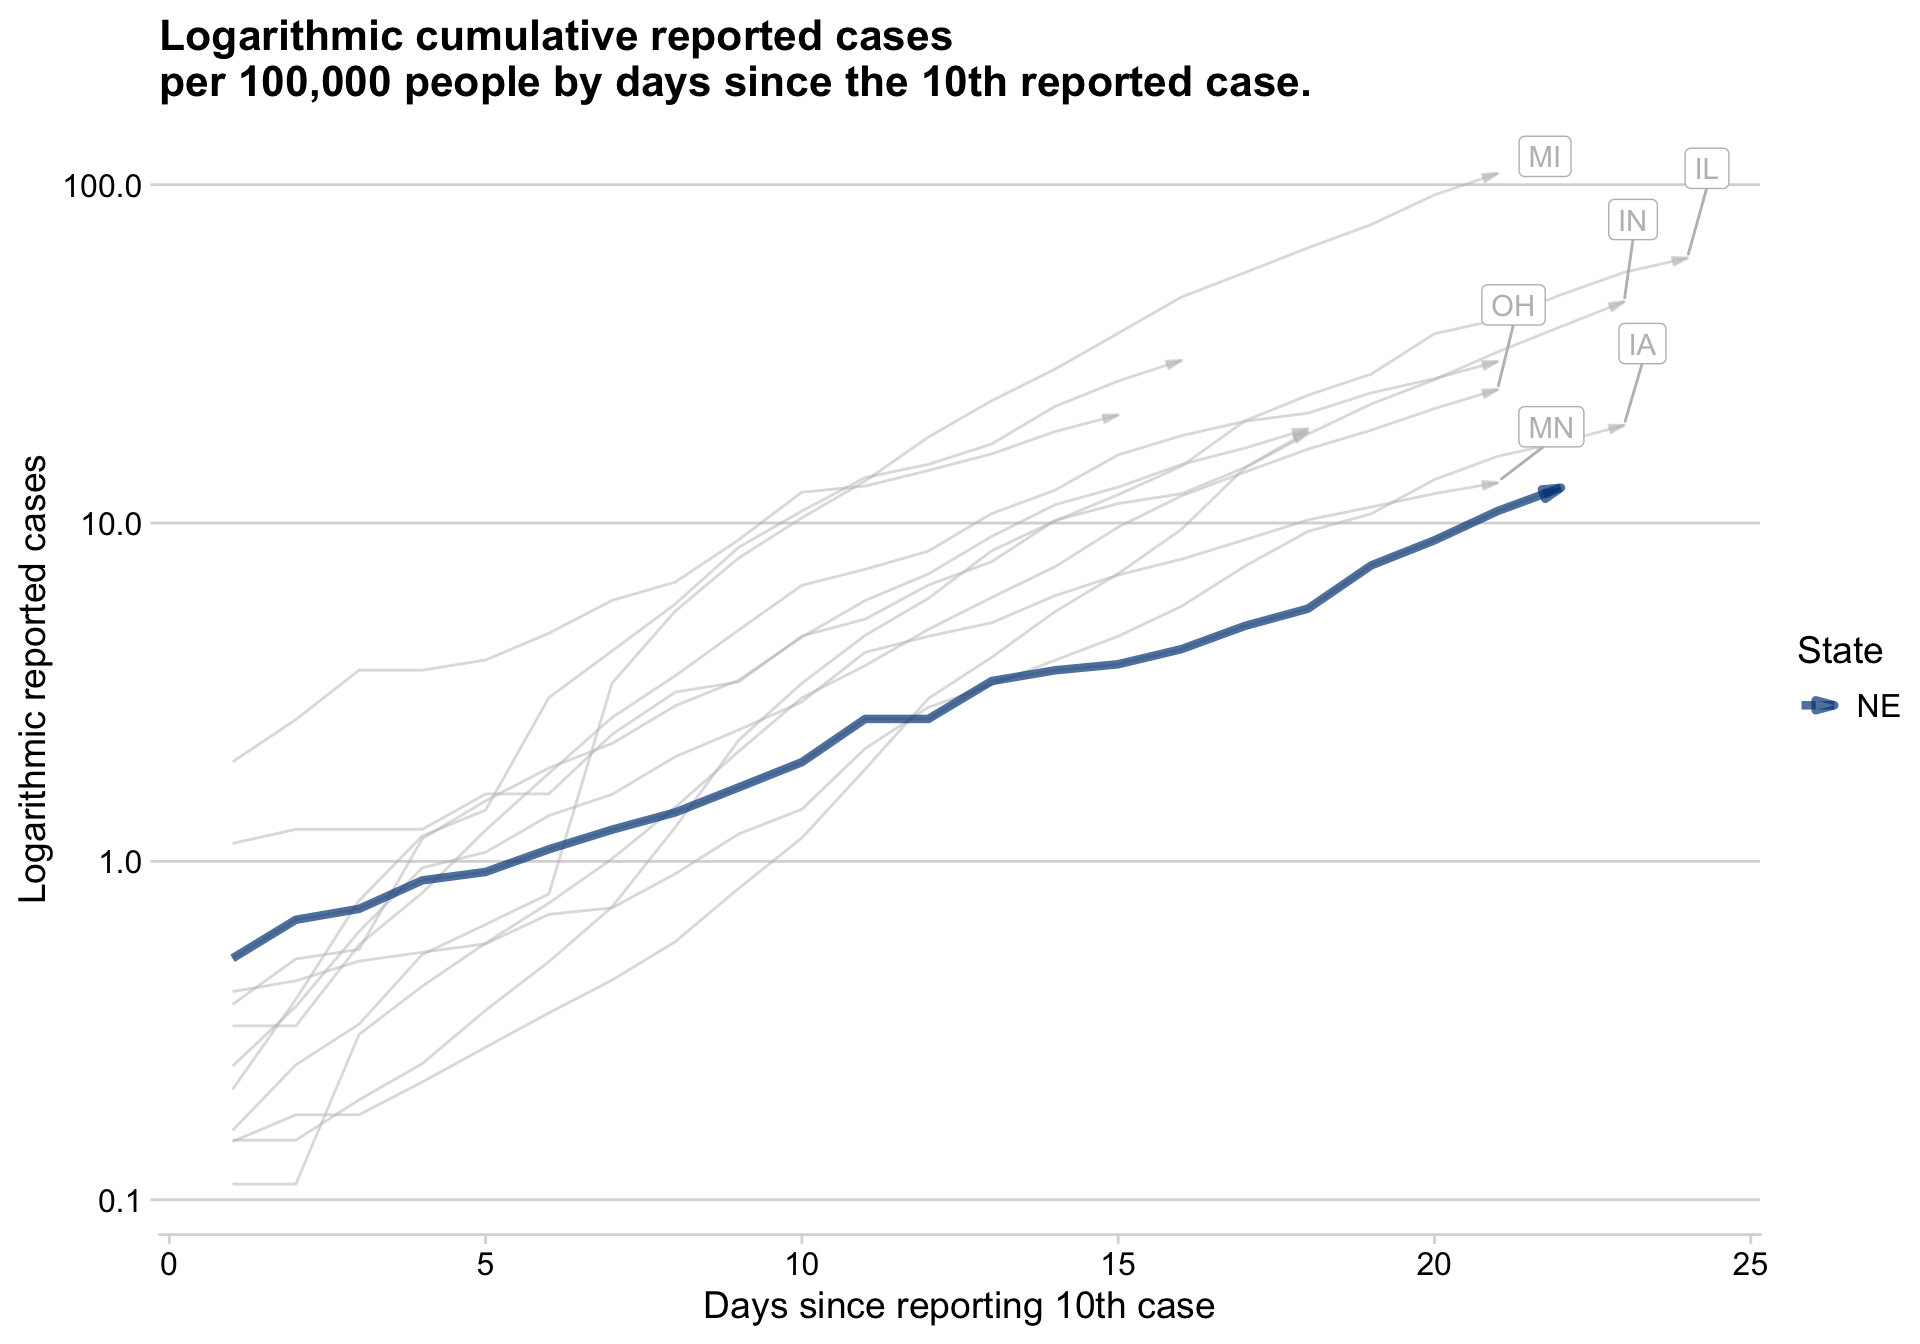 Logarithmic cumulative reported cases
per 100,000 people by days since the 10th reported case.
MI
IL
100.0
IN
OH
IA
MN
10.0
Logarithmic reported cases
State
NE
1.0
0.1
0 5 10 15 20 25
Days since reporting 10th case